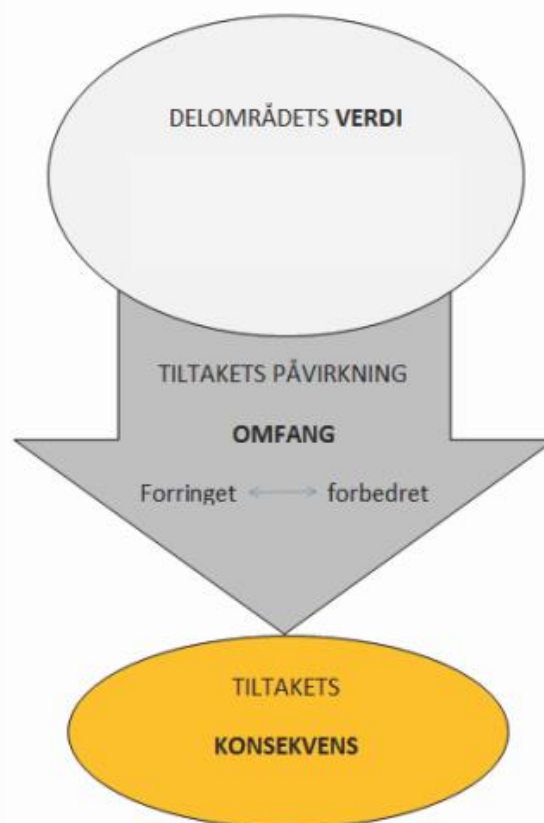 DELOMRÅDETS VERDI
TILTAKETS PÅVIRKNING
OMFANG
Forringet forbedret
TILTAKETS
KONSEKVENS